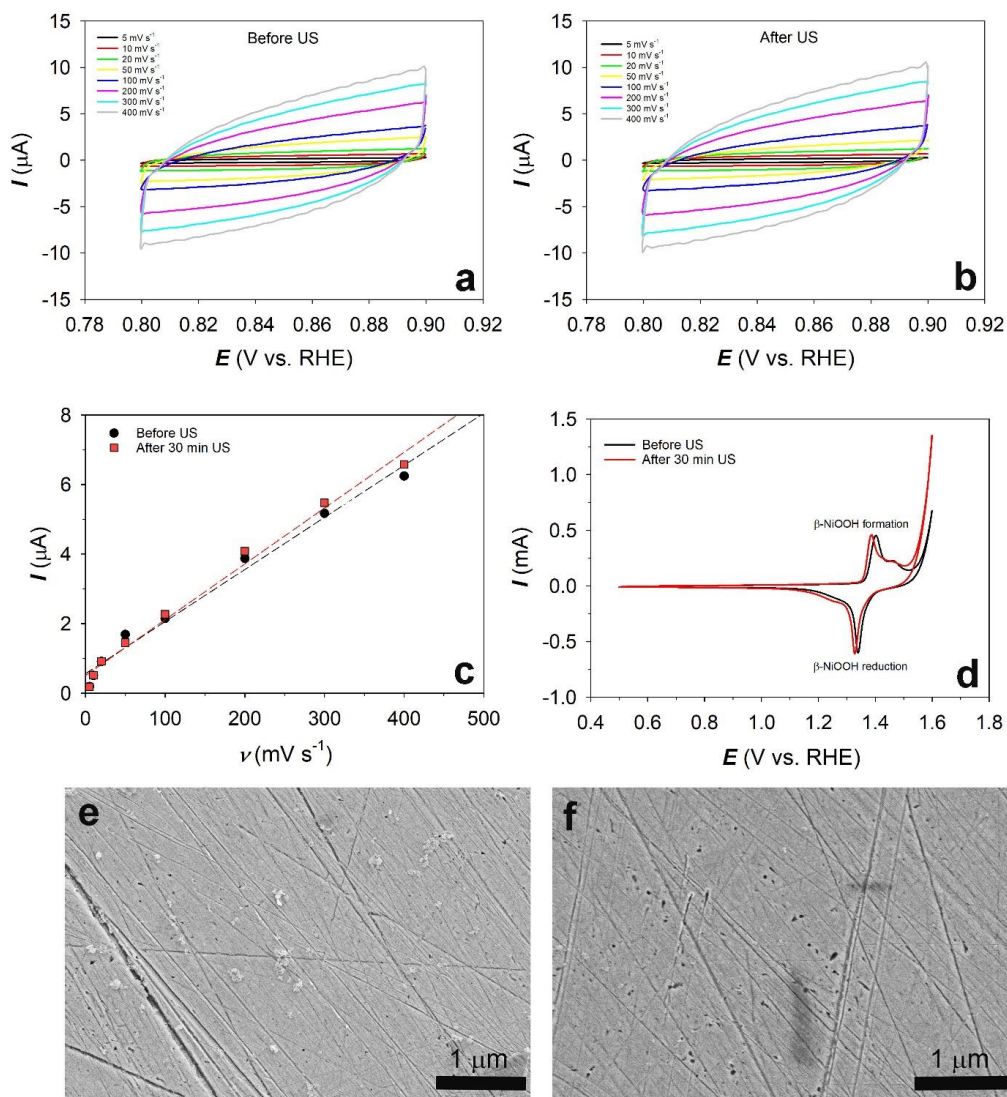 Before US
5 mV s⁻¹
10 mV s⁻¹
20 mV s⁻¹
50 mV s⁻¹
100 mV s⁻¹
200 mV s⁻¹
300 mV s⁻¹
400 mV s⁻¹
15
10
5
0
-5
-10
-15
I (μA)
0.78 0.80 0.82 0.84 0.86 0.88 0.90 0.92
E (V vs. RHE)
a
After US
5 mV s⁻¹
10 mV s⁻¹
20 mV s⁻¹
50 mV s⁻¹
100 mV s⁻¹
200 mV s⁻¹
300 mV s⁻¹
400 mV s⁻¹
15
10
5
0
-5
-10
-15
I (μA)
0.78 0.80 0.82 0.84 0.86 0.88 0.90 0.92
E (V vs. RHE)
b
Before US
After 30 min US
8
6
4
2
0
I (μA)
0 100 200 300 400 500
ν (mV s⁻¹)
c
Before US
After 30 min US
β-NiOOH formation
β-NiOOH reduction
1.5
1.0
0.5
0.0
-0.5
-1.0
I (mA)
0.4 0.6 0.8 1.0 1.2 1.4 1.6 1.8
E (V vs. RHE)
d
e
1 μm
f
1 μm